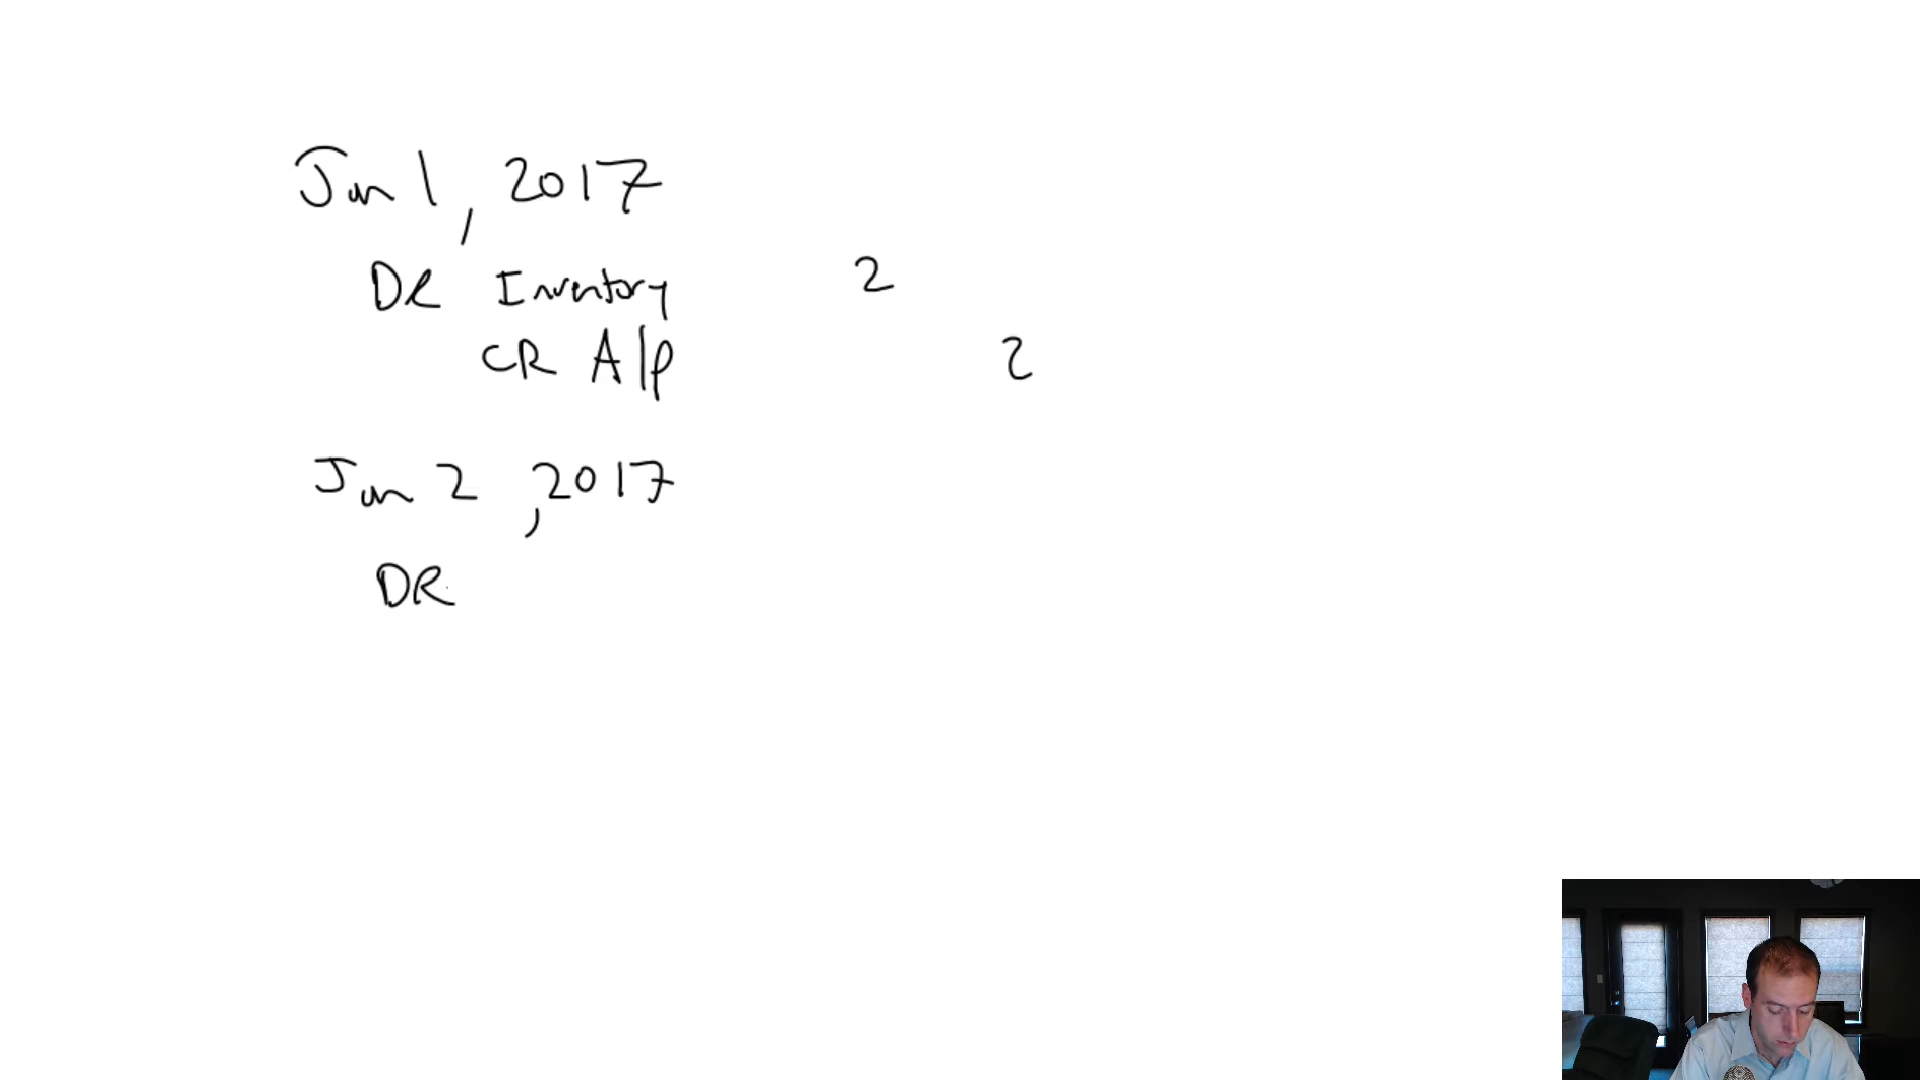 Jan 1, 2017
DR Inventory 2
CR A/P 2
Jan 2, 2017
DR